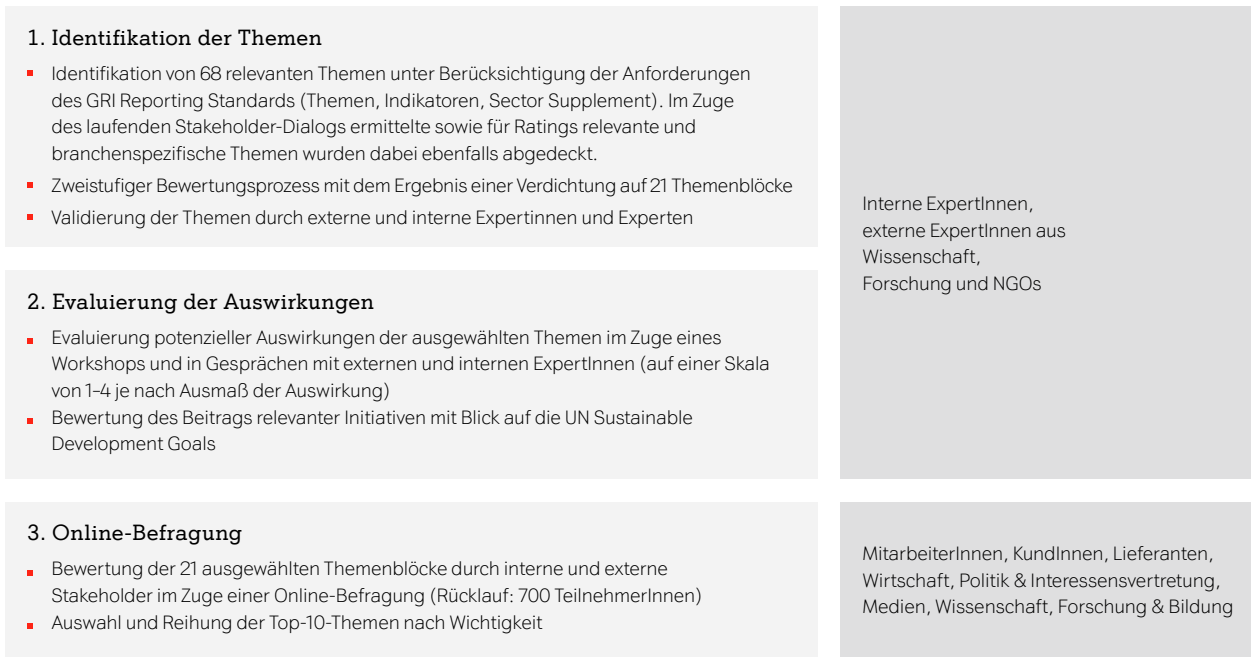 1. Identifikation der Themen
Identifikation von 68 relevanten Themen unter Berücksichtigung der Anforderungen
des GRI Reporting Standards (Themen, Indikatoren, Sector Supplement). Im Zuge
des laufenden Stakeholder-Dialogs ermittelte sowie für Ratings relevante und
branchenspezifische Themen wurden dabei ebenfalls abgedeckt.
Zweistufiger Bewertungsprozess mit dem Ergebnis einer Verdichtung auf 21 Themenblöcke
Validierung der Themen durch externe und interne Expertinnen und Experten
2. Evaluierung der Auswirkungen
Evaluierung potenzieller Auswirkungen der ausgewählten Themen im Zuge eines
Workshops und in Gesprächen mit externen und internen ExpertInnen (auf einer Skala
von 1–4 je nach Ausmaß der Auswirkung)
Bewertung des Beitrags relevanter Initiativen mit Blick auf die UN Sustainable
Development Goals
Interne ExpertInnen,
externe ExpertInnen aus
Wissenschaft,
Forschung und NGOs
3. Online-Befragung
Bewertung der 21 ausgewählten Themenblöcke durch interne und externe
Stakeholder im Zuge einer Online-Befragung (Rücklauf: 700 TeilnehmerInnen)
Auswahl und Reihung der Top-10-Themen nach Wichtigkeit
MitarbeiterInnen, KundInnen, Lieferanten,
Wirtschaft, Politik & Interessensvertretung,
Medien, Wissenschaft, Forschung & Bildung